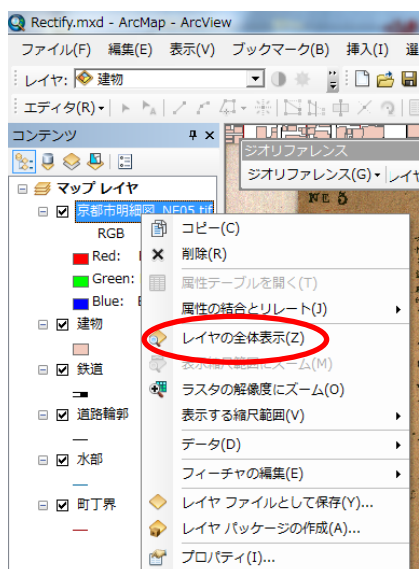 Rectify.mxd - ArcMap - ArcView
ファイル(F) 編集(E) 表示(V) ブックマーク(B) 挿入(I) 選
レイヤ: 建物
エディタ(R)
コンテンツ
ジオリファレンス
ジオリファレンス(G) レイヤ
マップ レイヤ
京都市明細図_NE05.tif
NE 5
RGB
Red:
Green:
Blue:
建物
鉄道
道路輪郭
水部
町丁界
コピー(C)
削除(R)
属性テーブルを開く(T)
属性の結合とリレート(J)
レイヤの全体表示(Z)
表示縮尺範囲にズーム(M)
ラスタの解像度にズーム(O)
表示する縮尺範囲(V)
データ(D)
フィーチャの編集(E)
レイヤ ファイルとして保存(Y)...
レイヤ パッケージの作成(A)...
プロパティ(I)...